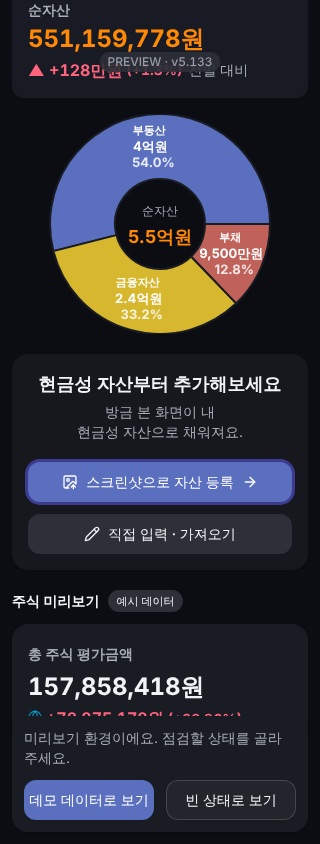 순자산
551,159,778원
▲ +128만원
전월 대비
PREVIEW · v5.133
부동산
4억원
54.0%
순자산
5.5억원
부채
9,500만원
12.8%
금융자산
2.4억원
33.2%
현금성 자산부터 추가해보세요
방금 본 화면이 내
현금성 자산으로 채워져요.
스크린샷으로 자산 등록 →
직접 입력 · 가져오기
주식 미리보기 예시 데이터
총 주식 평가금액
157,858,418원
미리보기 환경이에요. 점검할 상태를 골라
주세요.
데모 데이터로 보기
빈 상태로 보기